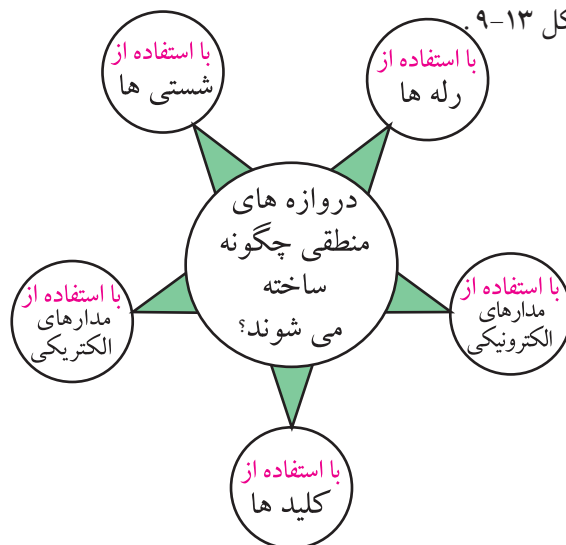 کل ۱۳-۹.
با استفاده از
رله ها
با استفاده از
شستی ها
دروازه های
منطقی چگونه
ساخته
می شوند؟
با استفاده از
مدارهای
الکترونیکی
با استفاده از
مدارهای
الکتریکی
با استفاده از
کلید ها